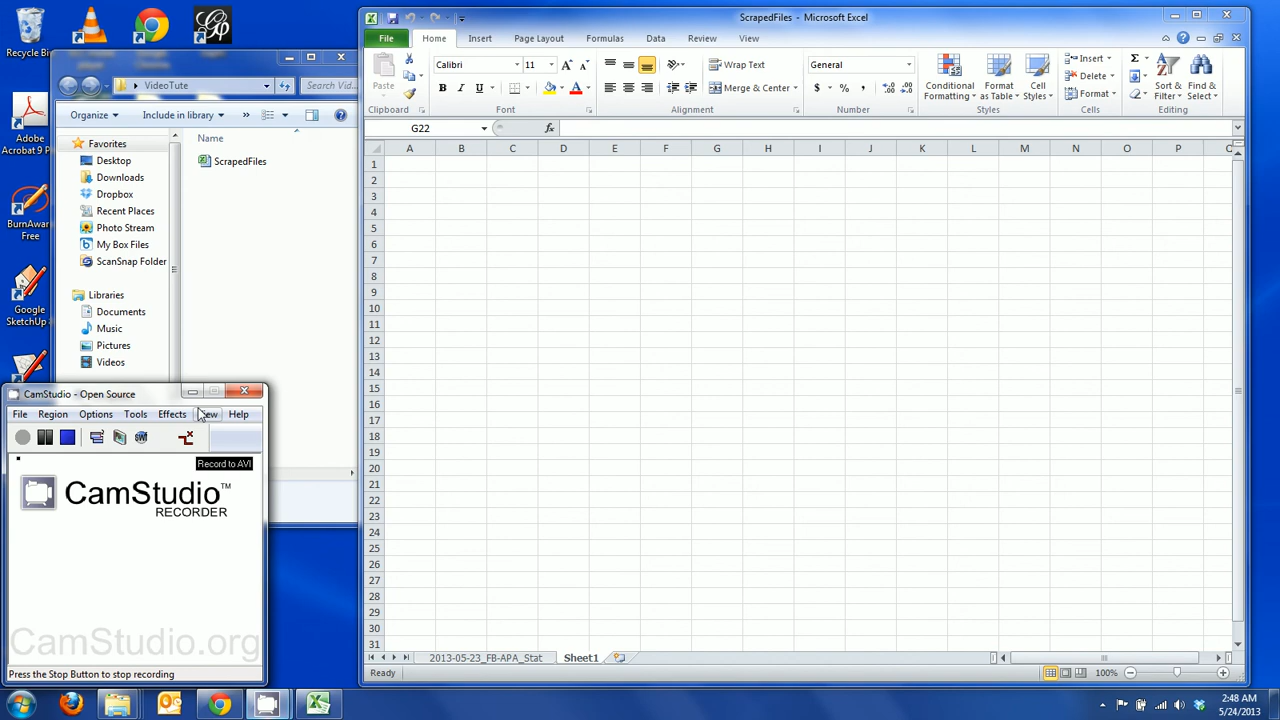 Recycle Bin
Adobe
Acrobat 9 P
BurnAware
Free
Google
SketchUp 8
VideoTute
Search Vid
Organize
Include in library
»
Name
Favorites
Desktop
Downloads
Dropbox
Recent Places
Photo Stream
My Box Files
ScanSnap Folder
Libraries
Documents
Music
Pictures
Videos
ScrapedFiles
CamStudio - Open Source
File Region Options Tools Effects View Help
Record to AVI
CamStudio™
RECORDER
CamStudio.org
Press the Stop Button to stop recording
ScrapedFiles - Microsoft Excel
File Home Insert Page Layout Formulas Data Review View
Paste
Calibri 11
B I U
Wrap Text
Merge & Center
General
$ % ,
Conditional
Formatting
Format
as Table
Cell
Styles
Insert
Delete
Format
Sort &
Filter
Find &
Select
Clipboard Font Alignment Number Styles Cells Editing
G22 fx
A B C D E F G H I J K L M N O P
1
2
3
4
5
6
7
8
9
10
11
12
13
14
15
16
17
18
19
20
21
22
23
24
25
26
27
28
29
30
31
2013-05-23_FB-APA_Stat Sheet1
Ready 100%
2:48 AM
5/24/2013